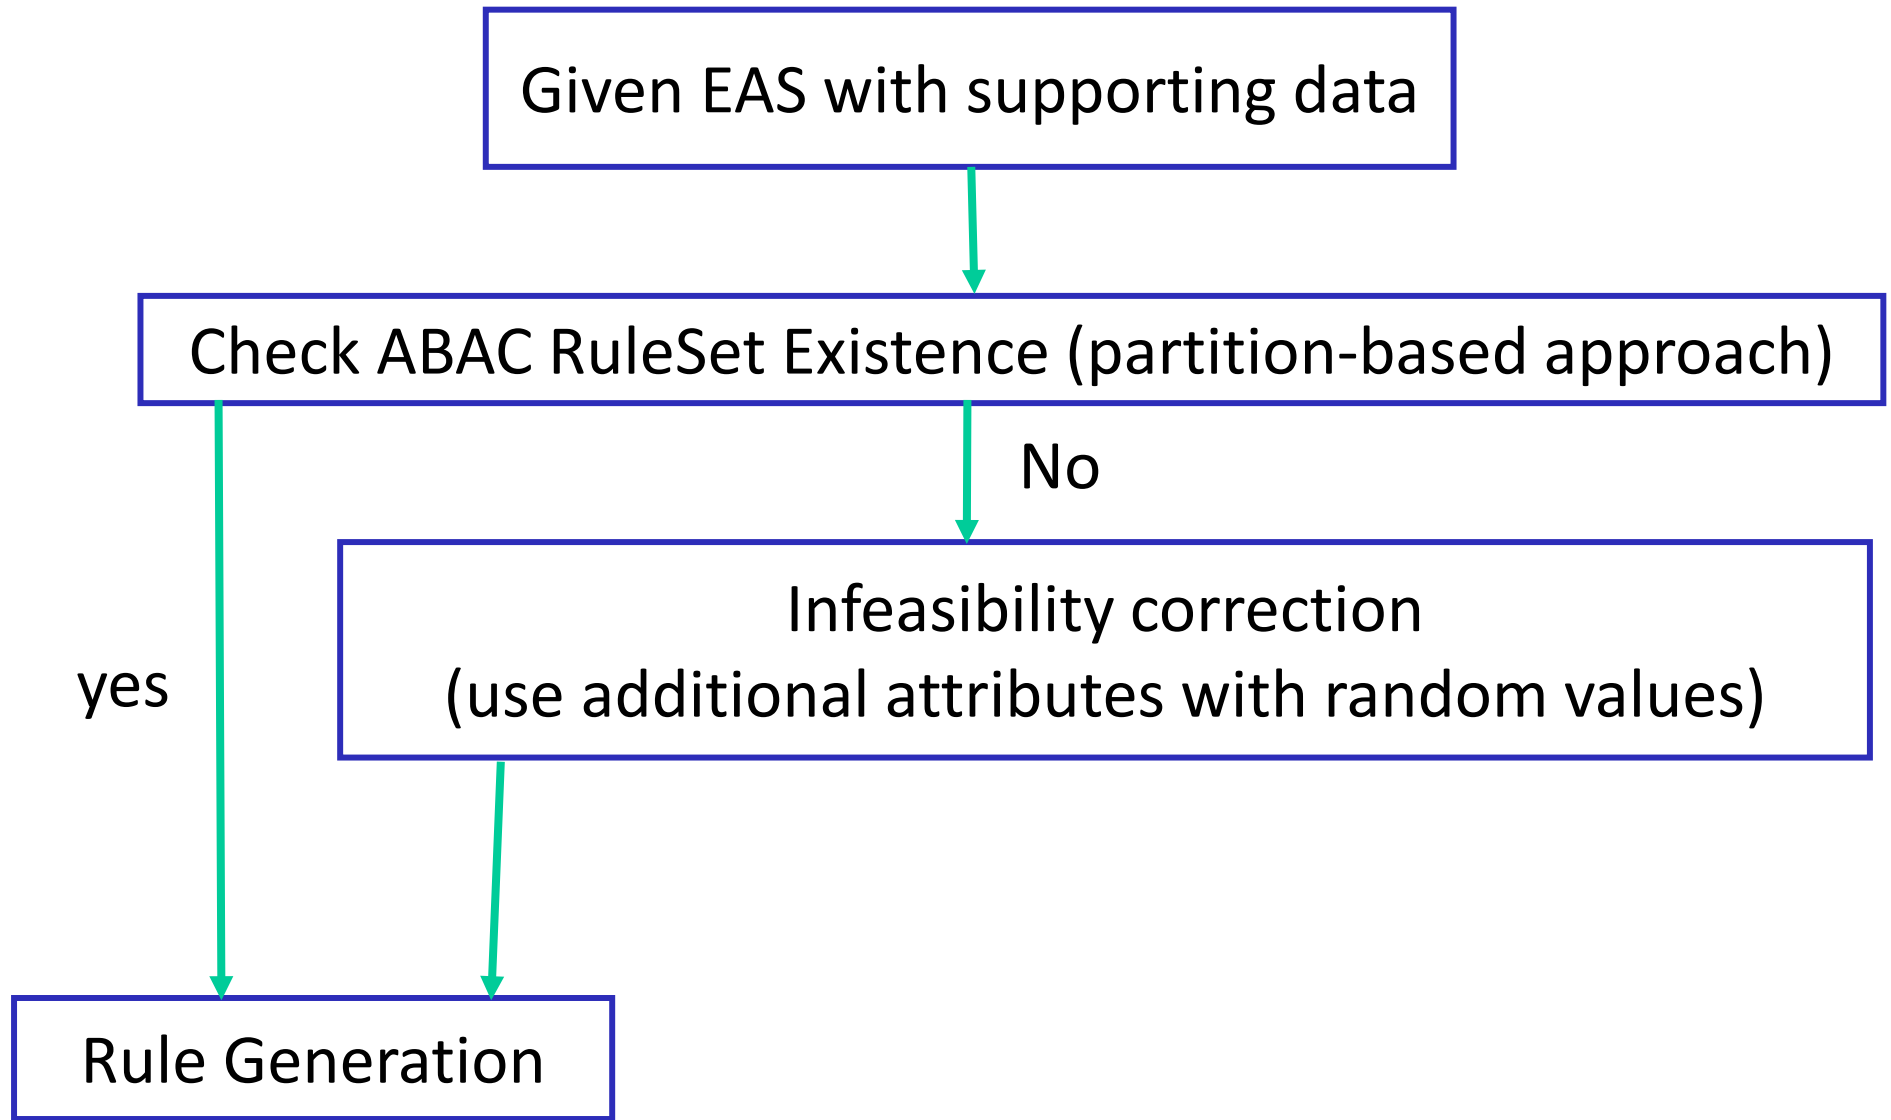 Given EAS with supporting data
Check ABAC RuleSet Existence (partition-based approach)
No
Infeasibility correction
(use additional attributes with random values)
yes
Rule Generation